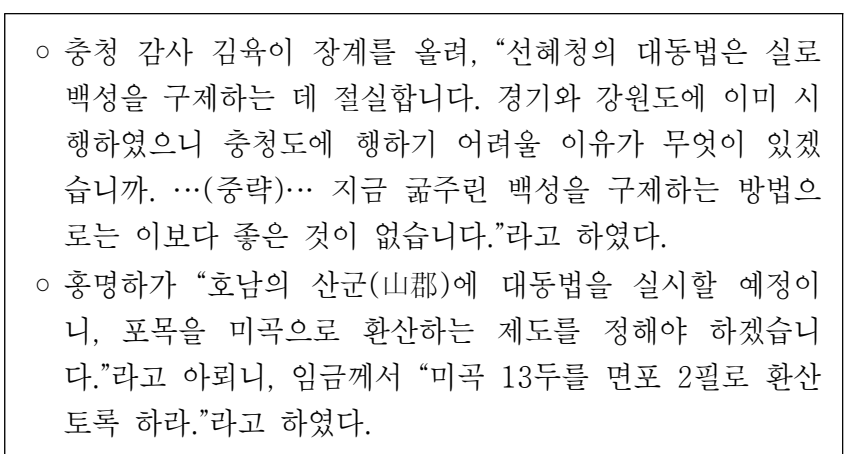 ○ 충청 감사 김육이 장계를 올려, “선혜청의 대동법은 실로
백성을 구제하는 데 절실합니다. 경기와 강원도에 이미 시
행하였으니 충청도에 행하기 어려울 이유가 무엇이 있겠
습니까. …(중략)… 지금 굶주린 백성을 구제하는 방법으
로는 이보다 좋은 것이 없습니다.”라고 하였다.
○ 홍명하가 “호남의 산군(山郡)에 대동법을 실시할 예정이
니, 포목을 미곡으로 환산하는 제도를 정해야 하겠습니
다.”라고 아뢰니, 임금께서 “미곡 13두를 면포 2필로 환산
토록 하라.”라고 하였다.